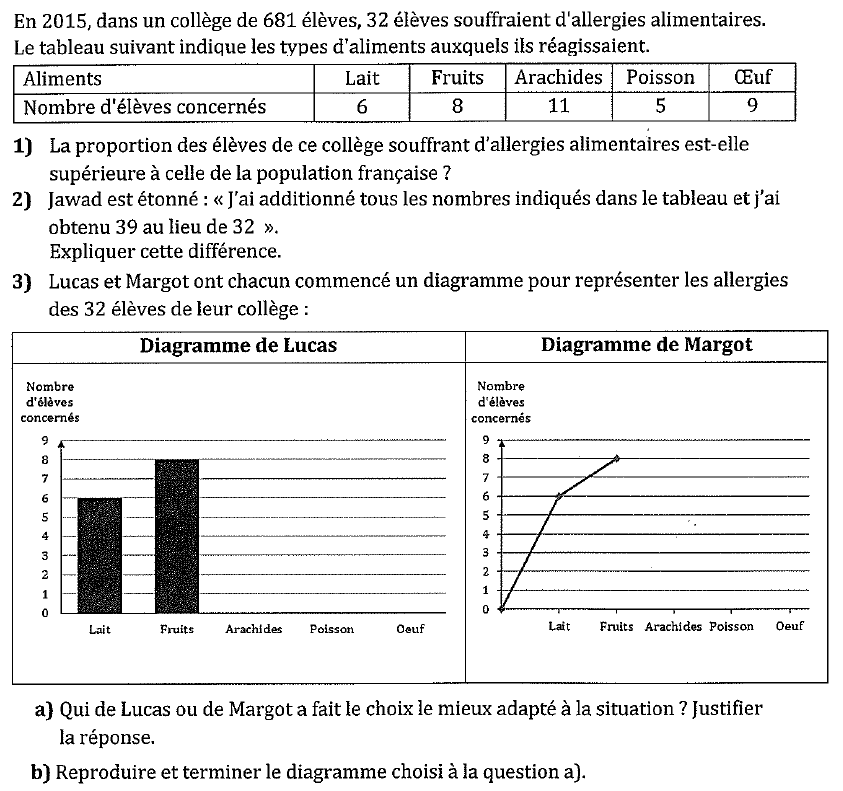 En 2015, dans un collège de 681 élèves, 32 élèves souffraient d'allergies alimentaires.
Le tableau suivant indique les types d'aliments auxquels ils réagissaient.
Aliments Lait Fruits Arachides Poisson Œuf
Nombre d'élèves concernés 6 8 11 5 9
1) La proportion des élèves de ce collège souffrant d'allergies alimentaires est-elle
supérieure à celle de la population française ?
2) Jawad est étonné : « J'ai additionné tous les nombres indiqués dans le tableau et j'ai
obtenu 39 au lieu de 32 ».
Expliquer cette différence.
3) Lucas et Margot ont chacun commencé un diagramme pour représenter les allergies
des 32 élèves de leur collège :
Diagramme de Lucas
Nombre
d'élèves
concernés
9
8
7
6
5
4
3
2
1
0
Lait Fruits Arachides Poisson Oeuf
Diagramme de Margot
Nombre
d'élèves
concernés
9
8
7
6
5
4
3
2
1
0
Lait Fruits Arachides Poisson Oeuf
a) Qui de Lucas ou de Margot a fait le choix le mieux adapté à la situation ? Justifier
la réponse.
b) Reproduire et terminer le diagramme choisi à la question a).